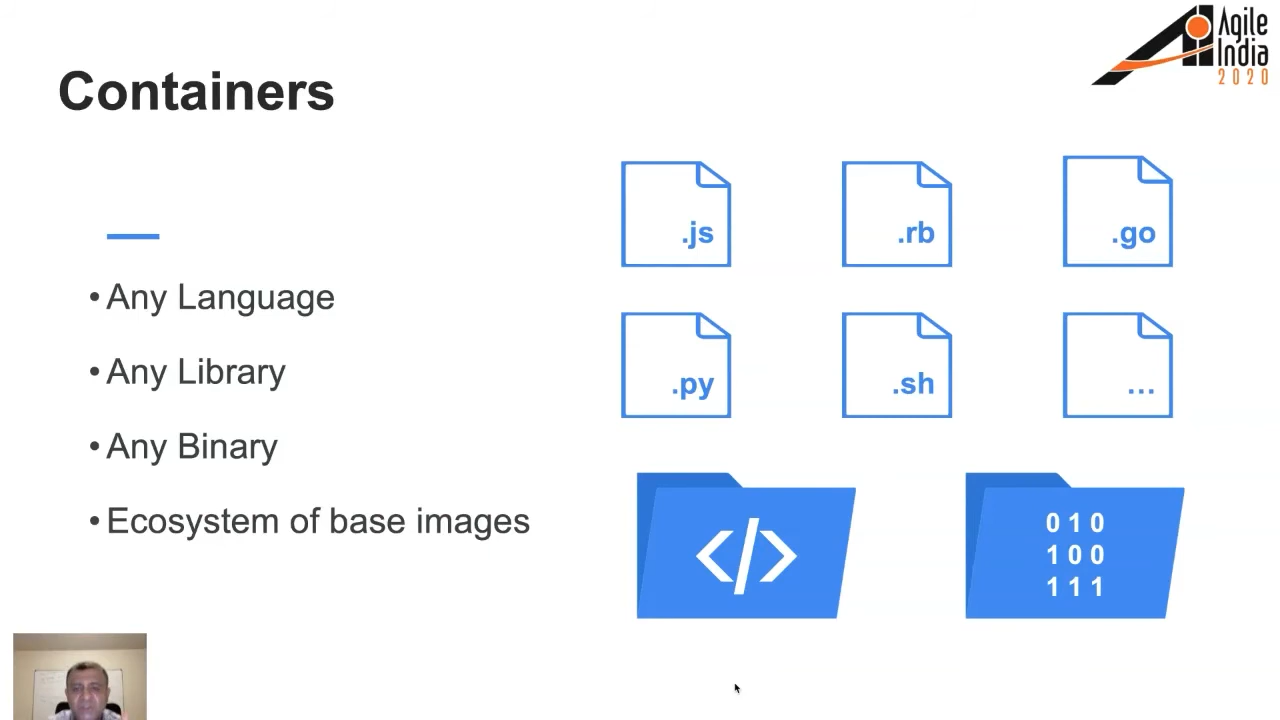 Agile
India
2020
Containers
• Any Language
• Any Library
• Any Binary
• Ecosystem of base images
.js
.rb
.go
.py
.sh
...
</>
0 1 0
1 0 0
1 1 1